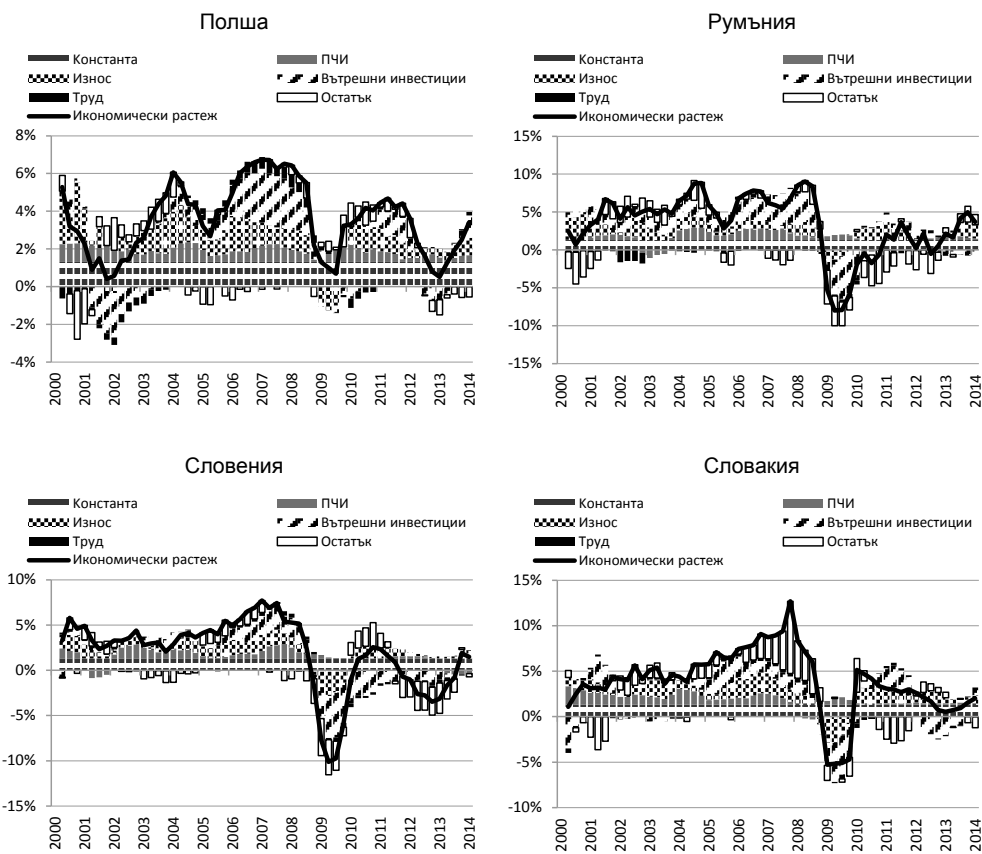 Полша
Константа ПЧИ
Износ Вътрешни инвестиции
Труд Остатък
Икономически растеж
8%
6%
4%
2%
0%
-2%
-4%
2000 2001 2002 2003 2004 2005 2006 2007 2008 2009 2010 2011 2012 2013 2014
Румъния
Константа ПЧИ
Износ Вътрешни инвестиции
Труд Остатък
Икономически растеж
15%
10%
5%
0%
-5%
-10%
-15%
2000 2001 2002 2003 2004 2005 2006 2007 2008 2009 2010 2011 2012 2013 2014
Словения
Константа ПЧИ
Износ Вътрешни инвестиции
Труд Остатък
Икономически растеж
10%
5%
0%
-5%
-10%
-15%
2000 2001 2002 2003 2004 2005 2006 2007 2008 2009 2010 2011 2012 2013 2014
Словакия
Константа ПЧИ
Износ Вътрешни инвестиции
Труд Остатък
Икономически растеж
15%
10%
5%
0%
-5%
-10%
2000 2001 2002 2003 2004 2005 2006 2007 2008 2009 2010 2011 2012 2013 2014